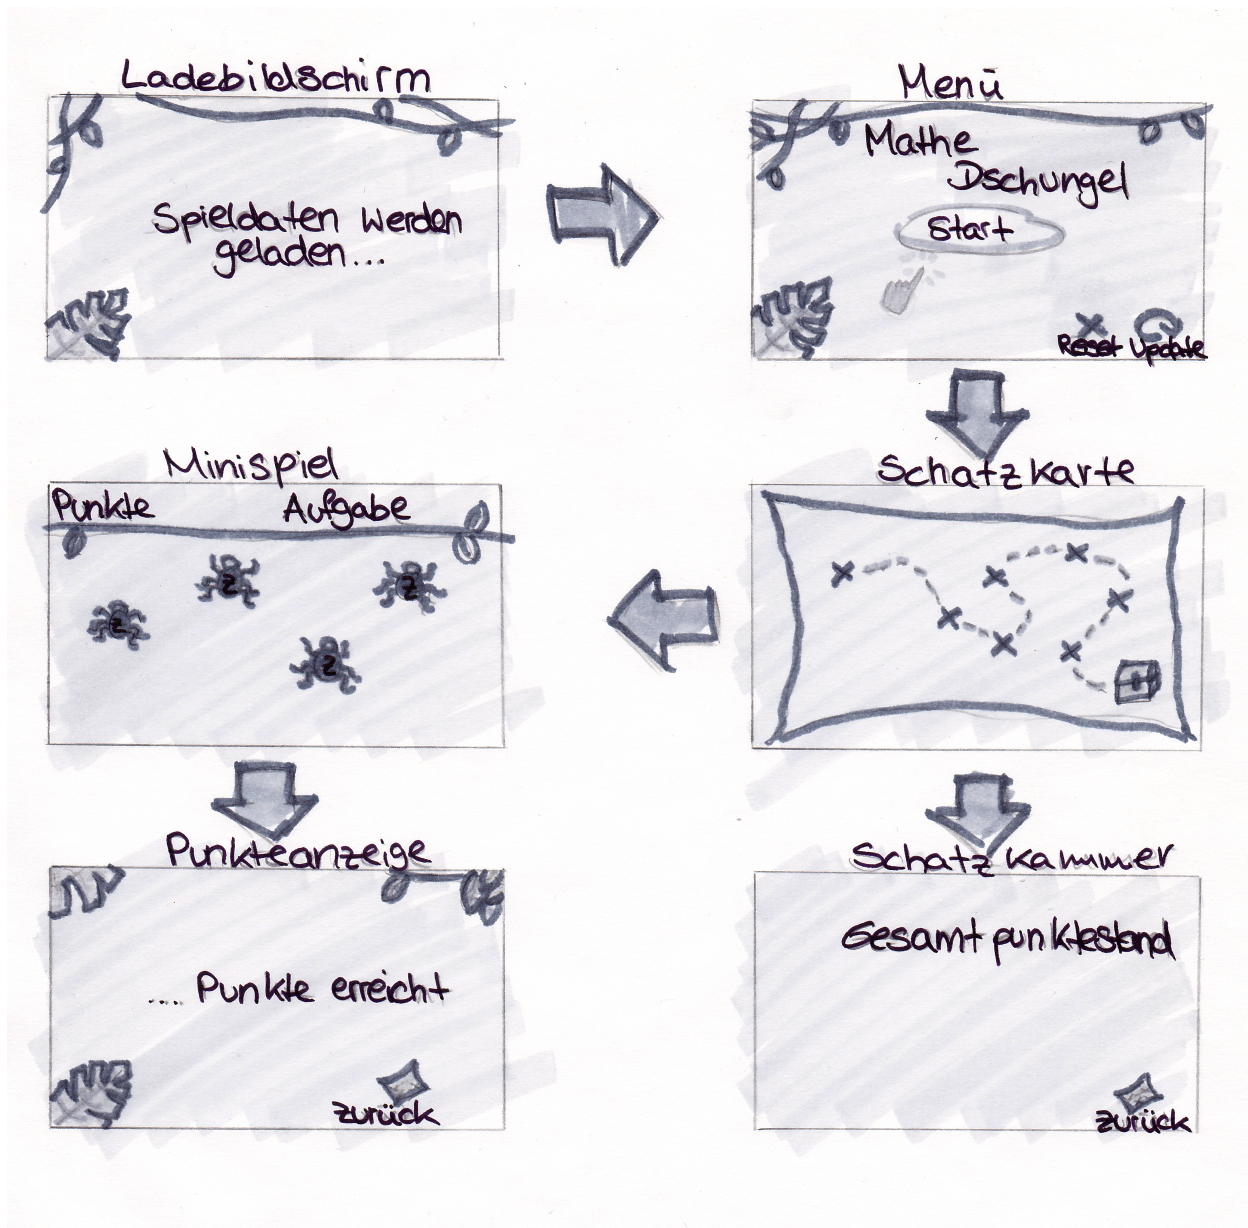 Ladebildschirm
Spieldaten werden
geladen...
Menü
Mathe
Dschungel
Start
Reset Update
Schatzkarte
Minispiel
Punkte Aufgabe
z
z
z
z
Punkteanzeige
.... Punkte erreicht
zurück
Schatzkammer
Gesamtpunktestand
zurück